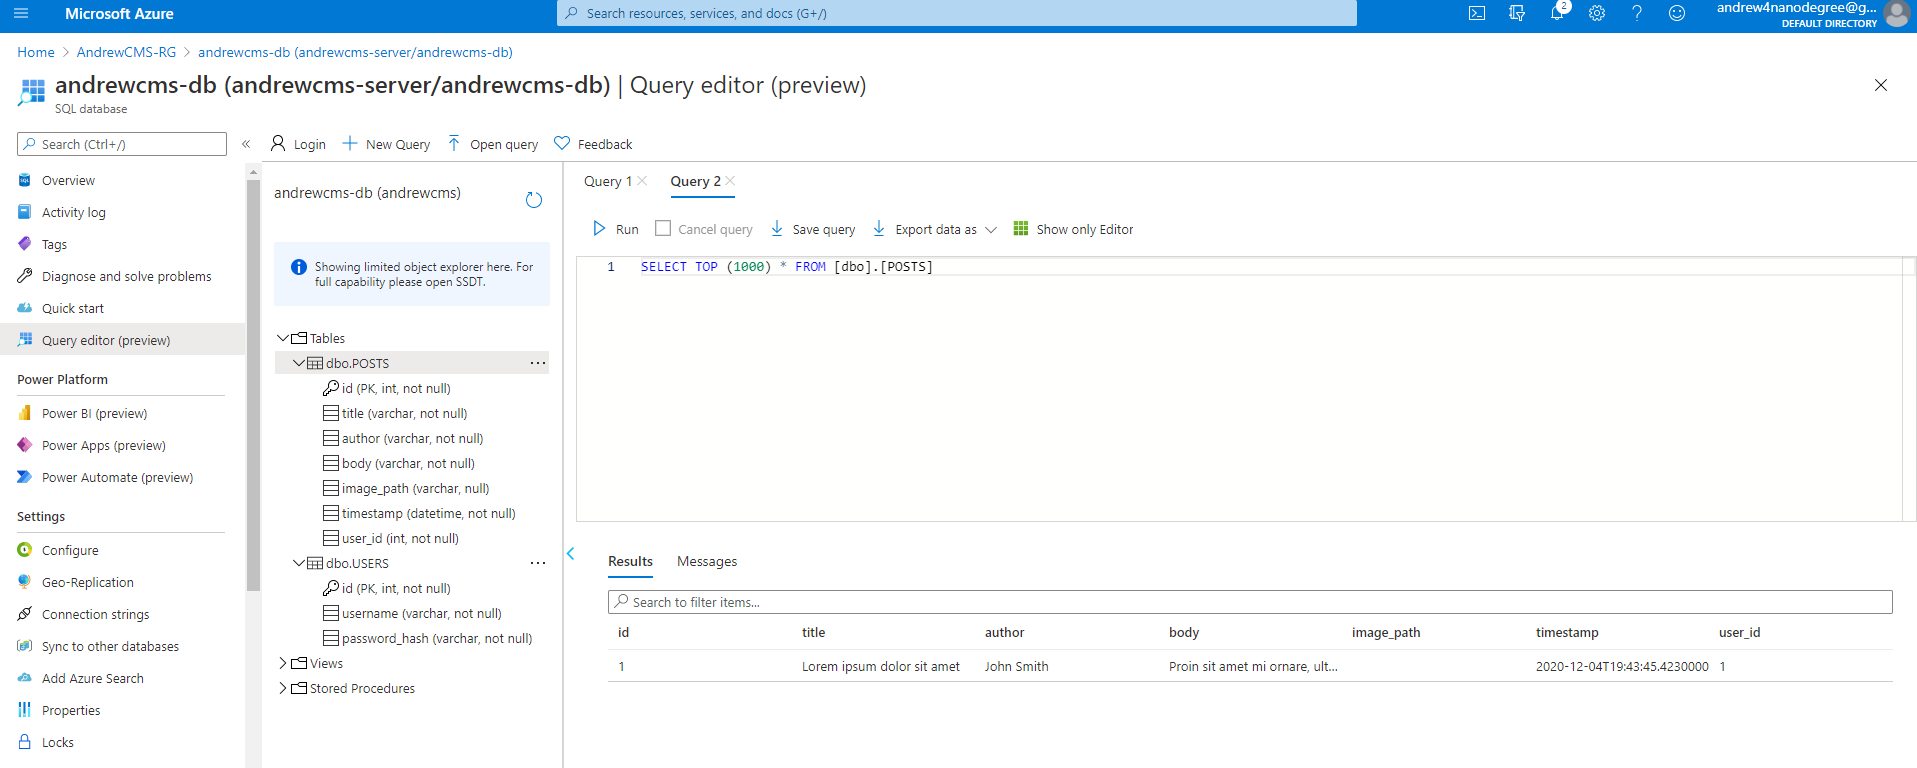 Microsoft Azure
Search resources, services, and docs (G+/)
2
andrew4nanodegree@g...
DEFAULT DIRECTORY
Home > AndrewCMS-RG > andrewcms-db (andrewcms-server/andrewcms-db)
andrewcms-db (andrewcms-server/andrewcms-db) | Query editor (preview)
SQL database
Search (Ctrl+/)
«
Overview
Activity log
Tags
Diagnose and solve problems
Quick start
Query editor (preview)
Power Platform
Power BI (preview)
Power Apps (preview)
Power Automate (preview)
Settings
Configure
Geo-Replication
Connection strings
Sync to other databases
Add Azure Search
Properties
Locks
Login New Query Open query Feedback
andrewcms-db (andrewcms)
Showing limited object explorer here. For
full capability please open SSDT.
Tables
dbo.POSTS ...
id (PK, int, not null)
title (varchar, not null)
author (varchar, not null)
body (varchar, not null)
image_path (varchar, null)
timestamp (datetime, not null)
user_id (int, not null)
dbo.USERS ...
id (PK, int, not null)
username (varchar, not null)
password_hash (varchar, not null)
Views
Stored Procedures
Query 1 Query 2
Run Cancel query Save query Export data as Show only Editor
1 SELECT TOP (1000) * FROM [dbo].[POSTS]
Results Messages
Search to filter items...
id title author body image_path timestamp user_id
1 Lorem ipsum dolor sit amet John Smith Proin sit amet mi ornare, ult... 2020-12-04T19:43:45.4230000 1